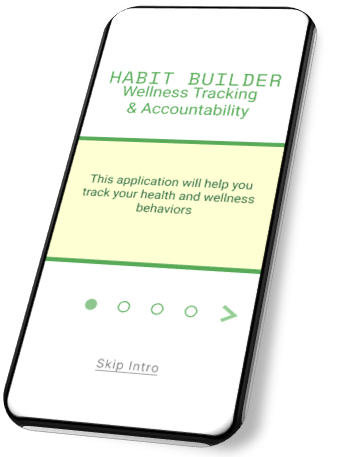 HABIT BUILDER
Wellness Tracking
& Accountability
This application will help you
track your health and wellness
behaviors
Skip Intro